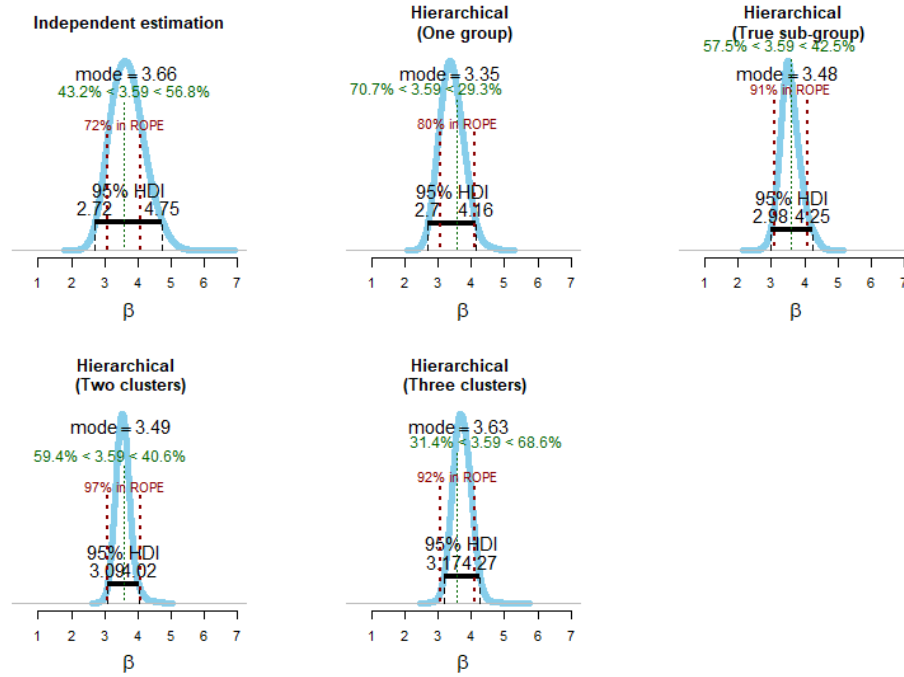 Independent estimation
mode = 3.66
43.2% < 3.59 < 56.8%
72% in ROPE
95% HDI
2.72 4.75
1 2 3 4 5 6 7
β
Hierarchical
(One group)
mode = 3.35
70.7% < 3.59 < 29.3%
80% in ROPE
95% HDI
2.7 4.16
1 2 3 4 5 6 7
β
Hierarchical
(True sub-group)
57.5% < 3.59 < 42.5%
mode = 3.48
91% in ROPE
95% HDI
2.98 4.25
1 2 3 4 5 6 7
β
Hierarchical
(Two clusters)
mode = 3.49
59.4% < 3.59 < 40.6%
97% in ROPE
95% HDI
3.09 4.02
1 2 3 4 5 6 7
β
Hierarchical
(Three clusters)
mode = 3.63
31.4% < 3.59 < 68.6%
92% in ROPE
95% HDI
3.17 4.27
1 2 3 4 5 6 7
β